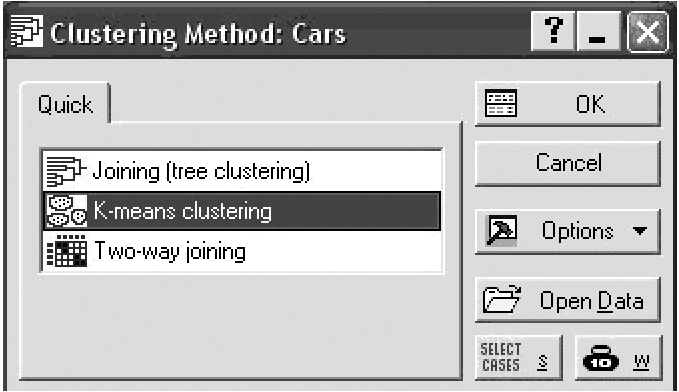 Clustering Method: Cars
Quick
OK
Joining (tree clustering)
Cancel
K-means clustering
Options
Two-way joining
Open Data
SELECT
CASES S
10 W